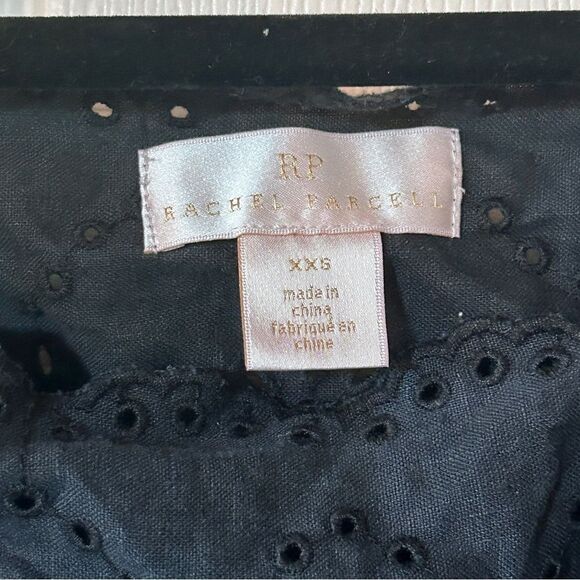 RP
RACHEL PARCELL
XXS
made in
china
fabriqué en
chine